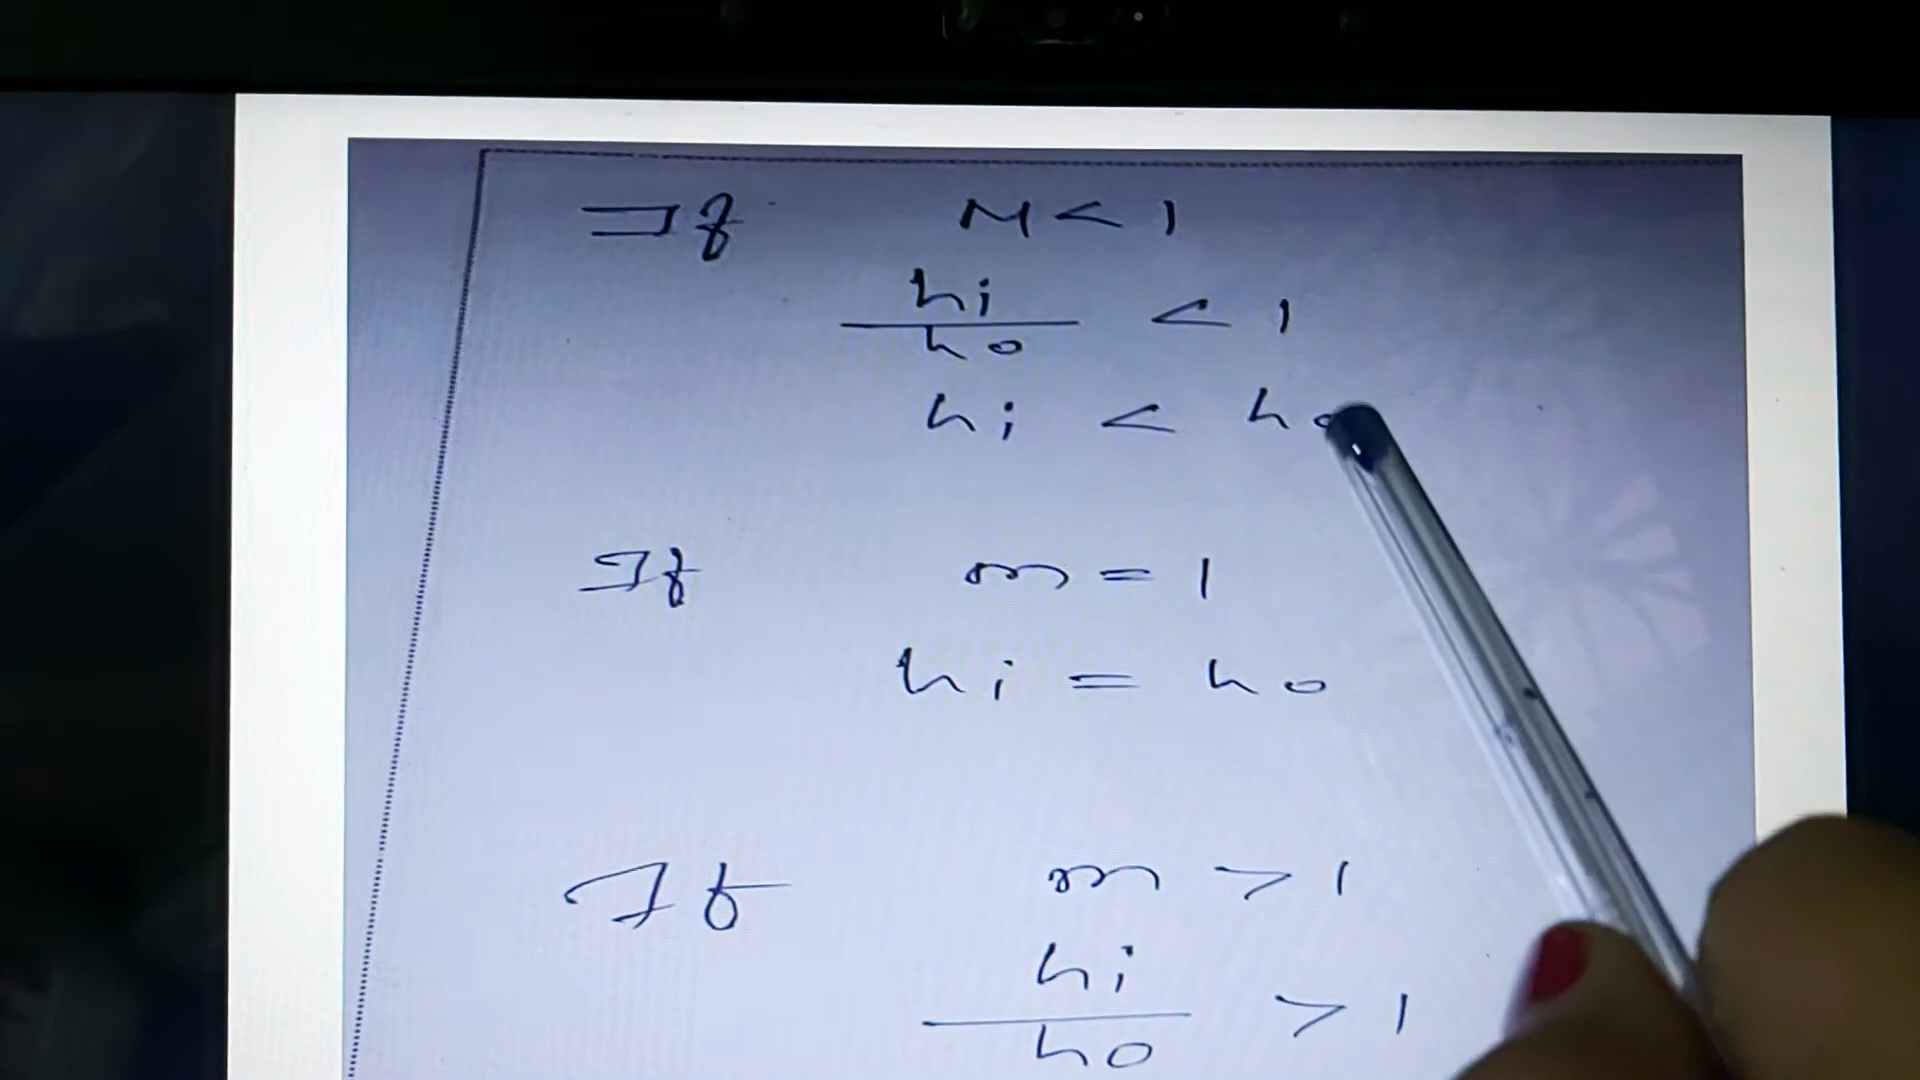 If M < 1
hi
ho < 1
hi < ho
If m = 1
hi = ho
If m > 1
hi
ho > 1